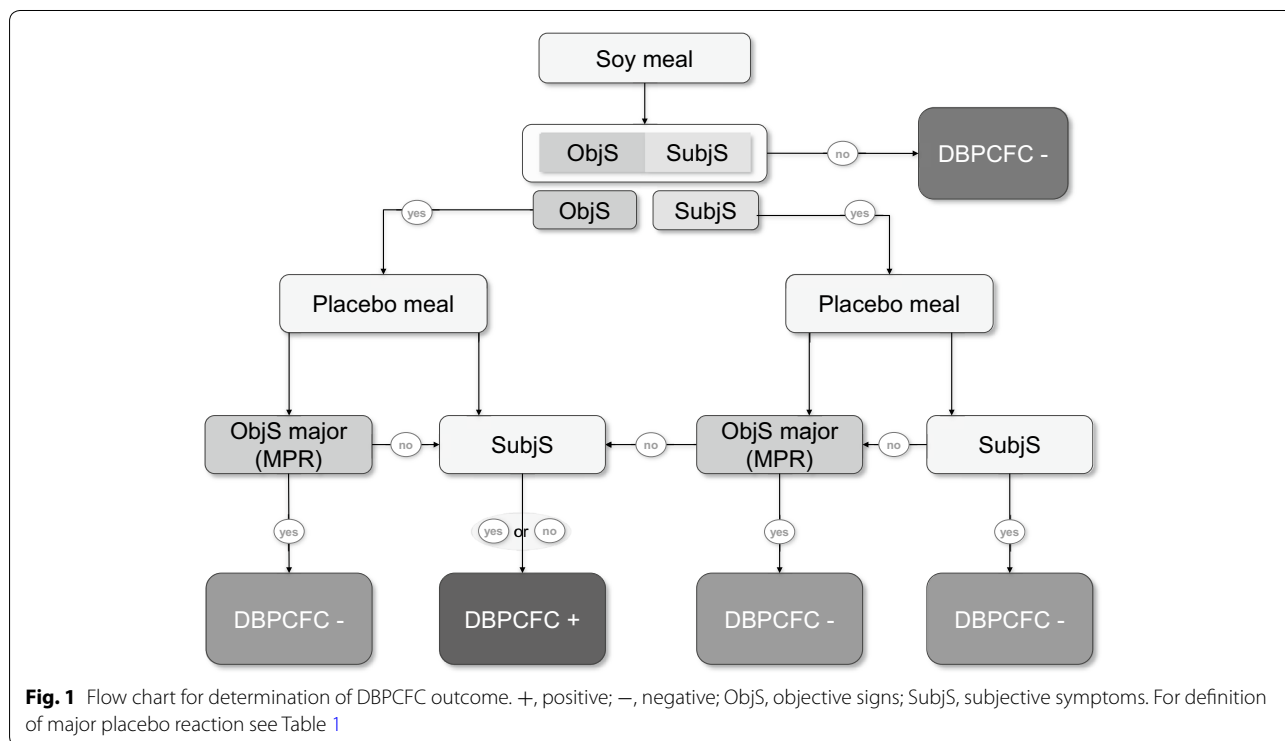 Soy meal
ObjS SubjS
no
DBPCFC -
yes
ObjS
SubjS
yes
Placebo meal
Placebo meal
ObjS major
(MPR)
no
SubjS
no
ObjS major
(MPR)
no
SubjS
yes
yes or no
yes
yes
DBPCFC -
DBPCFC +
DBPCFC -
DBPCFC -
Fig. 1 Flow chart for determination of DBPCFC outcome. +, positive; −, negative; ObjS, objective signs; SubjS, subjective symptoms. For definition
of major placebo reaction see Table 1